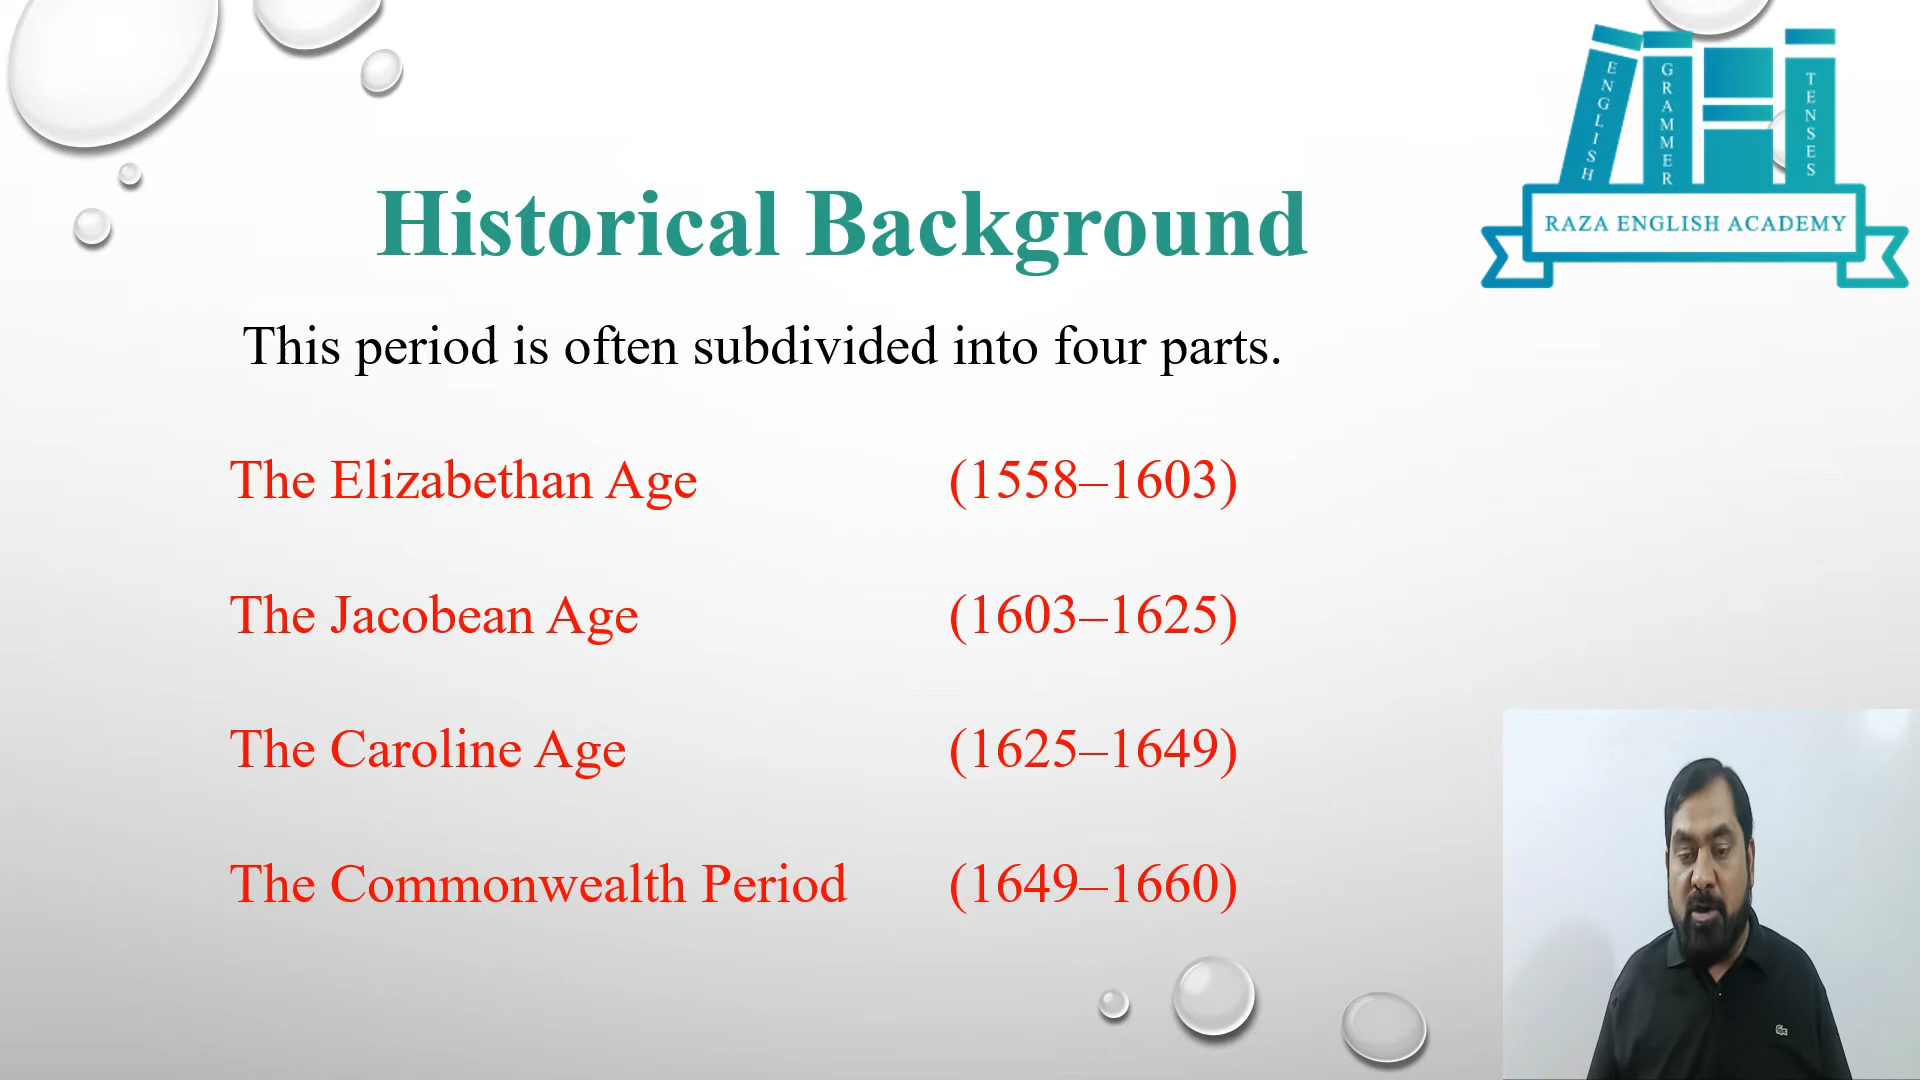 ENGLISH
GRAMMER
TENSES
RAZA ENGLISH ACADEMY
Historical Background
This period is often subdivided into four parts.
The Elizabethan Age (1558–1603)
The Jacobean Age (1603–1625)
The Caroline Age (1625–1649)
The Commonwealth Period (1649–1660)